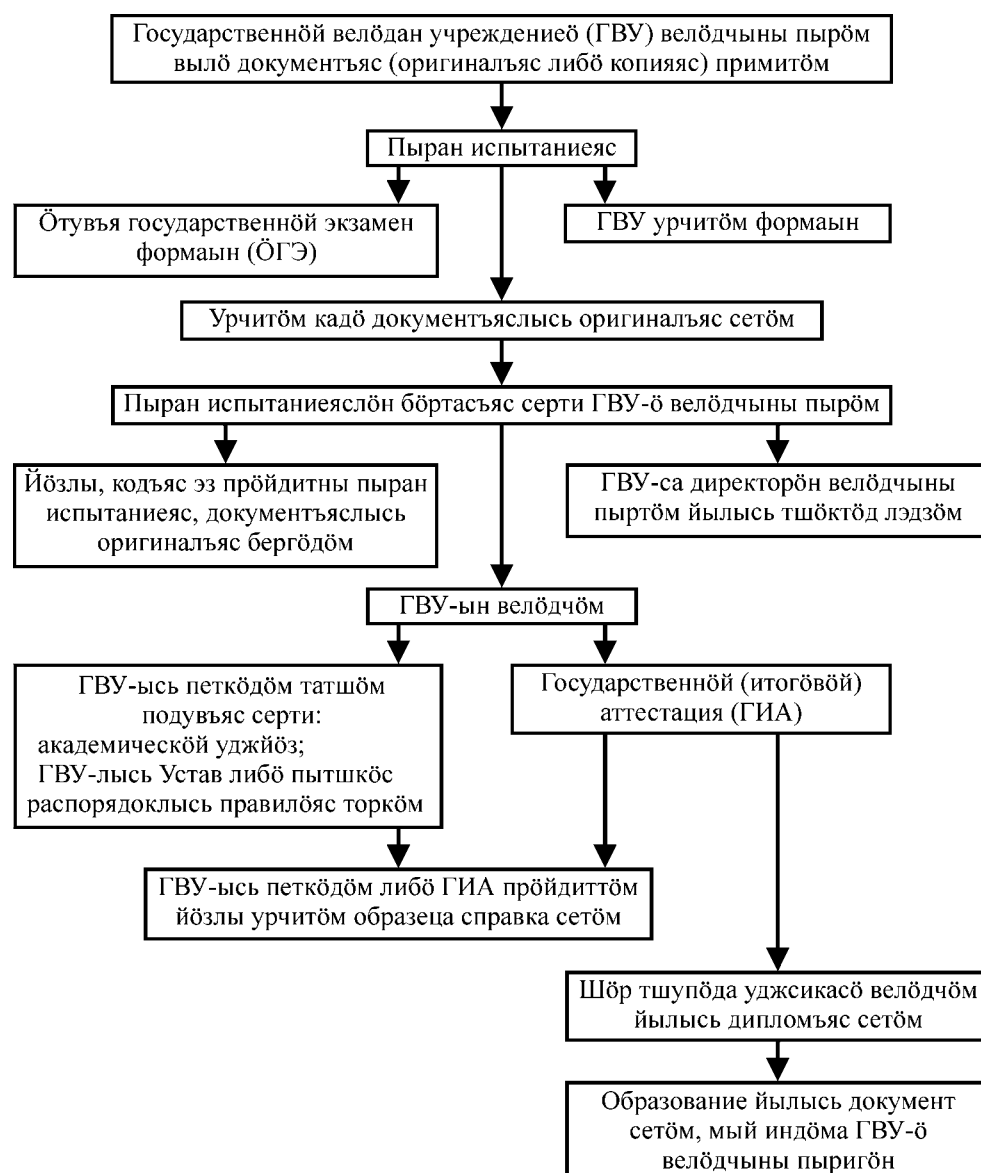 Государственнӧй велӧдан учреждениеӧ (ГВУ) велӧдчыны пырӧм
вылӧ документъяс (оригиналъяс либӧ копияяс) примитӧм
Пыран испытаниеяс
Ӧтувъя государственнӧй экзамен
формаын (ӦГЭ)
ГВУ урчитӧм формаын
Урчитӧм кадӧ документъяслысь оригиналъяс сетӧм
Пыран испытаниеяслӧн бӧртасъяс серти ГВУ-ӧ велӧдчыны пырӧм
Йӧзлы, кодъяс эз прӧйдитны пыран
испытаниеяс, документъяслысь
оригиналъяс бергӧдӧм
ГВУ-са директорӧн велӧдчыны
пыртӧм йылысь тшӧктӧд лэдзӧм
ГВУ-ын велӧдчӧм
ГВУ-ысь петкӧдӧм татшӧм
подувъяс серти:
академическӧй уджйӧз;
ГВУ-лысь Устав либӧ пытшкӧс
распорядоклысь правилӧяс торкӧм
Государственнӧй (итогӧвӧй)
аттестация (ГИА)
ГВУ-ысь петкӧдӧм либӧ ГИА прӧйдиттӧм
йӧзлы урчитӧм образеца справка сетӧм
Шӧр тшупӧда уджсикасӧ велӧдчӧм
йылысь дипломъяс сетӧм
Образование йылысь документ
сетӧм, мый индӧма ГВУ-ӧ
велӧдчыны пыригӧн